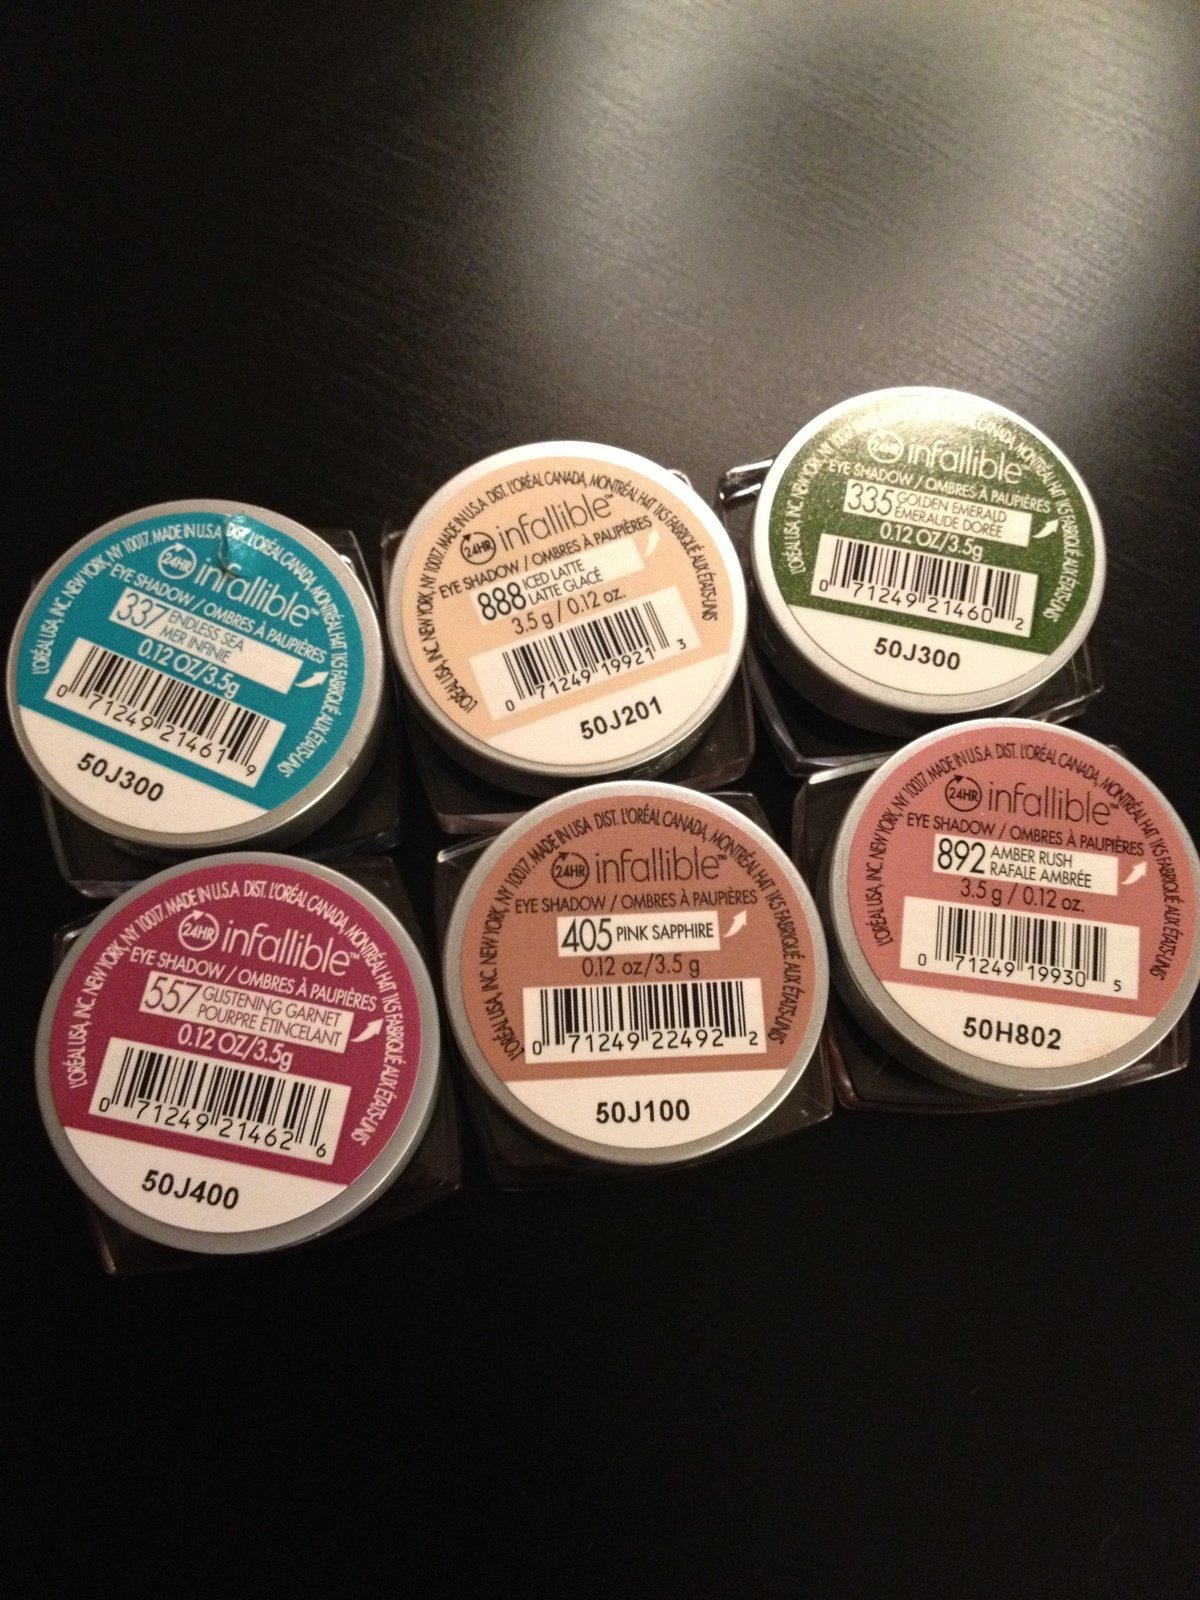 L'ORÉAL USA, INC. NEW YORK, NY 10017. MADE IN U.S.A DIST. L'ORÉAL CANADA, MONTRÉAL H4T 1K5 FABRIQUÉ AUX ÉTATS-UNIS
24HR infallible™
EYE SHADOW / OMBRES À PAUPIÈRES
337 ENDLESS SEA
MER INFINIE
0.12 OZ/3.5g
0 71249 21461 9
50J300
L'ORÉAL USA, INC. NEW YORK, NY 10017. MADE IN U.S.A DIST. L'ORÉAL CANADA, MONTRÉAL H4T 1K5 FABRIQUÉ AUX ÉTATS-UNIS
24HR infallible™
EYE SHADOW / OMBRES À PAUPIÈRES
888 ICED LATTE
LATTE GLACÉ
3.5 g / 0.12 oz.
0 71249 19921 3
50J201
L'ORÉAL USA, INC. NEW YORK, NY CANADA, MONTRÉAL H4T 1K5 FABRIQUÉ AUX ÉTATS-UNIS
24HR infallible
EYE SHADOW / OMBRES À PAUPIÈRES
335 GOLDEN EMERALD
ÉMERAUDE DORÉE
0.12 OZ/3.5g
0 71249 21460 2
50J300
L'ORÉAL USA, INC. NEW YORK, NY 10017. MADE IN U.S.A DIST. L'ORÉAL CANADA, MONTRÉAL H4T 1K5 FABRIQUÉ AUX ÉTATS-UNIS
24HR infallible™
EYE SHADOW / OMBRES À PAUPIÈRES
557 GLISTENING GARNET
POURPRE ÉTINCELANT
0.12 OZ/3.5g
0 71249 21462 6
50J400
L'ORÉAL USA, INC. NEW YORK, NY 10017. MADE IN USA DIST. L'ORÉAL CANADA, MONTRÉAL H4T 1K5 FABRIQUÉ AUX ÉTATS-UNIS
24HR infallible™
EYE SHADOW / OMBRES À PAUPIÈRES
405 PINK SAPPHIRE
0.12 oz/3.5 g
0 71249 22492 2
50J100
L'ORÉAL USA, INC. NEW YORK, NY 10017. MADE IN U.S.A DIST. L'ORÉAL CANADA, MONTRÉAL H4T 1K5 FABRIQUÉ AUX ÉTATS-UNIS
24HR infallible™
EYE SHADOW / OMBRES À PAUPIÈRES
892 AMBER RUSH
RAFALE AMBRÉE
3.5 g / 0.12 oz.
0 71249 19930 5
50H802